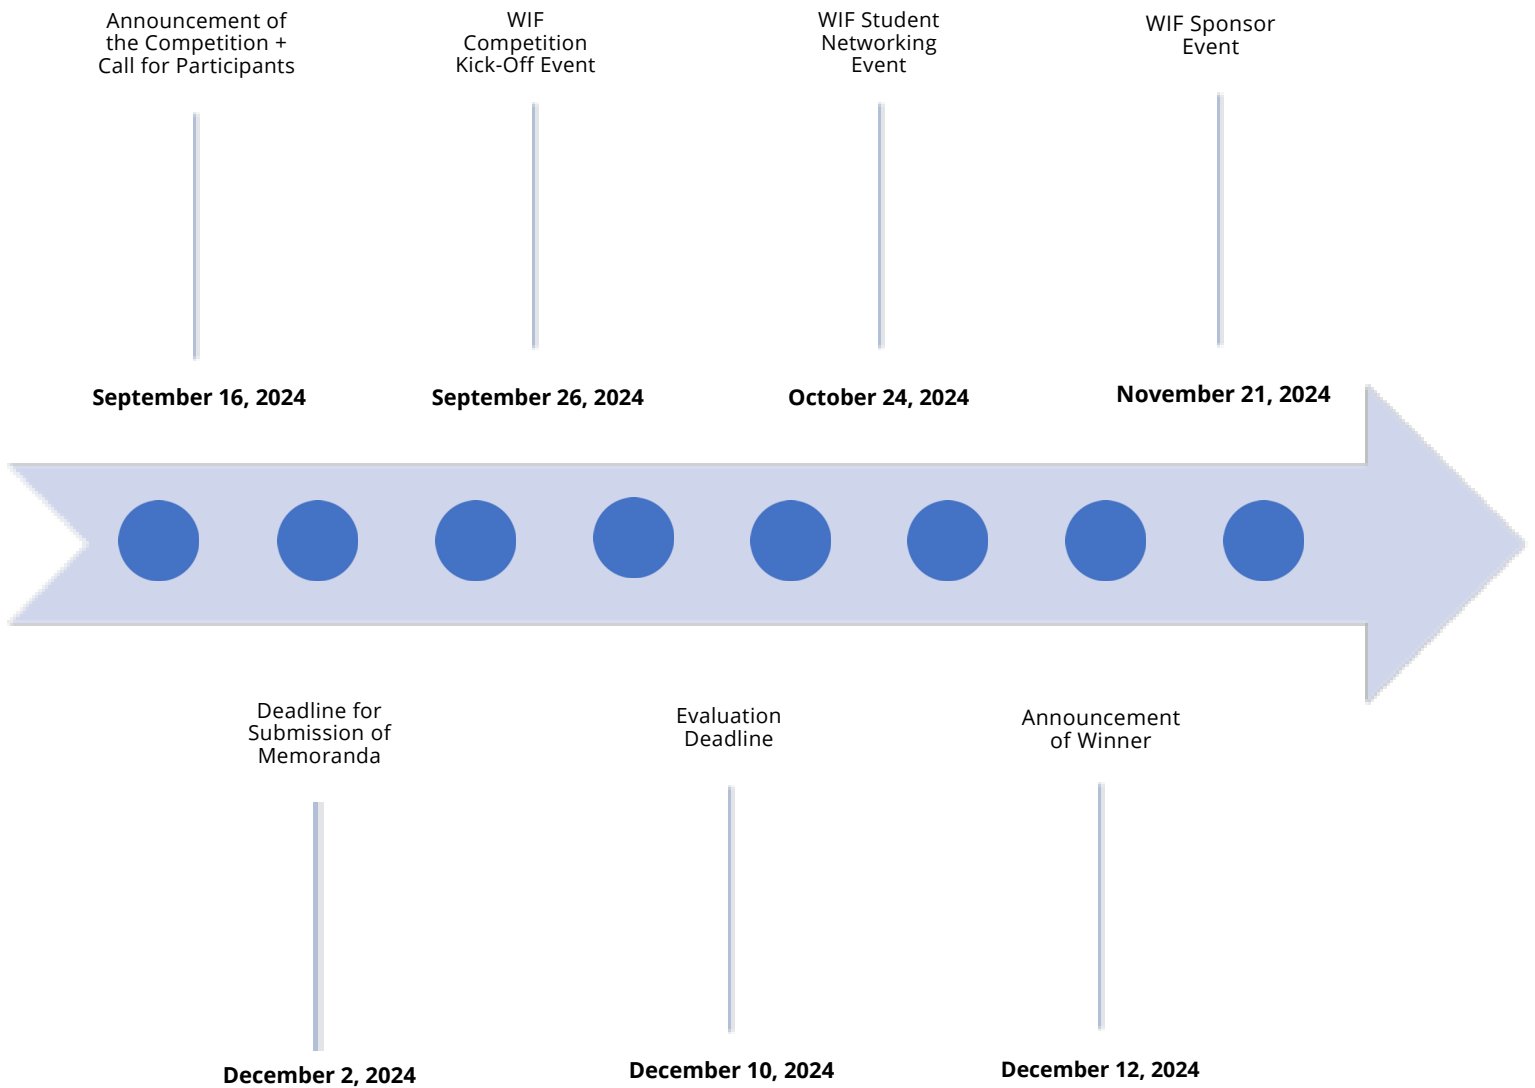 Announcement of
the Competition +
Call for Participants
September 16, 2024
WIF
Competition
Kick-Off Event
September 26, 2024
WIF Student
Networking
Event
October 24, 2024
WIF Sponsor
Event
November 21, 2024
Deadline for
Submission of
Memoranda
December 2, 2024
Evaluation
Deadline
December 10, 2024
Announcement
of Winner
December 12, 2024